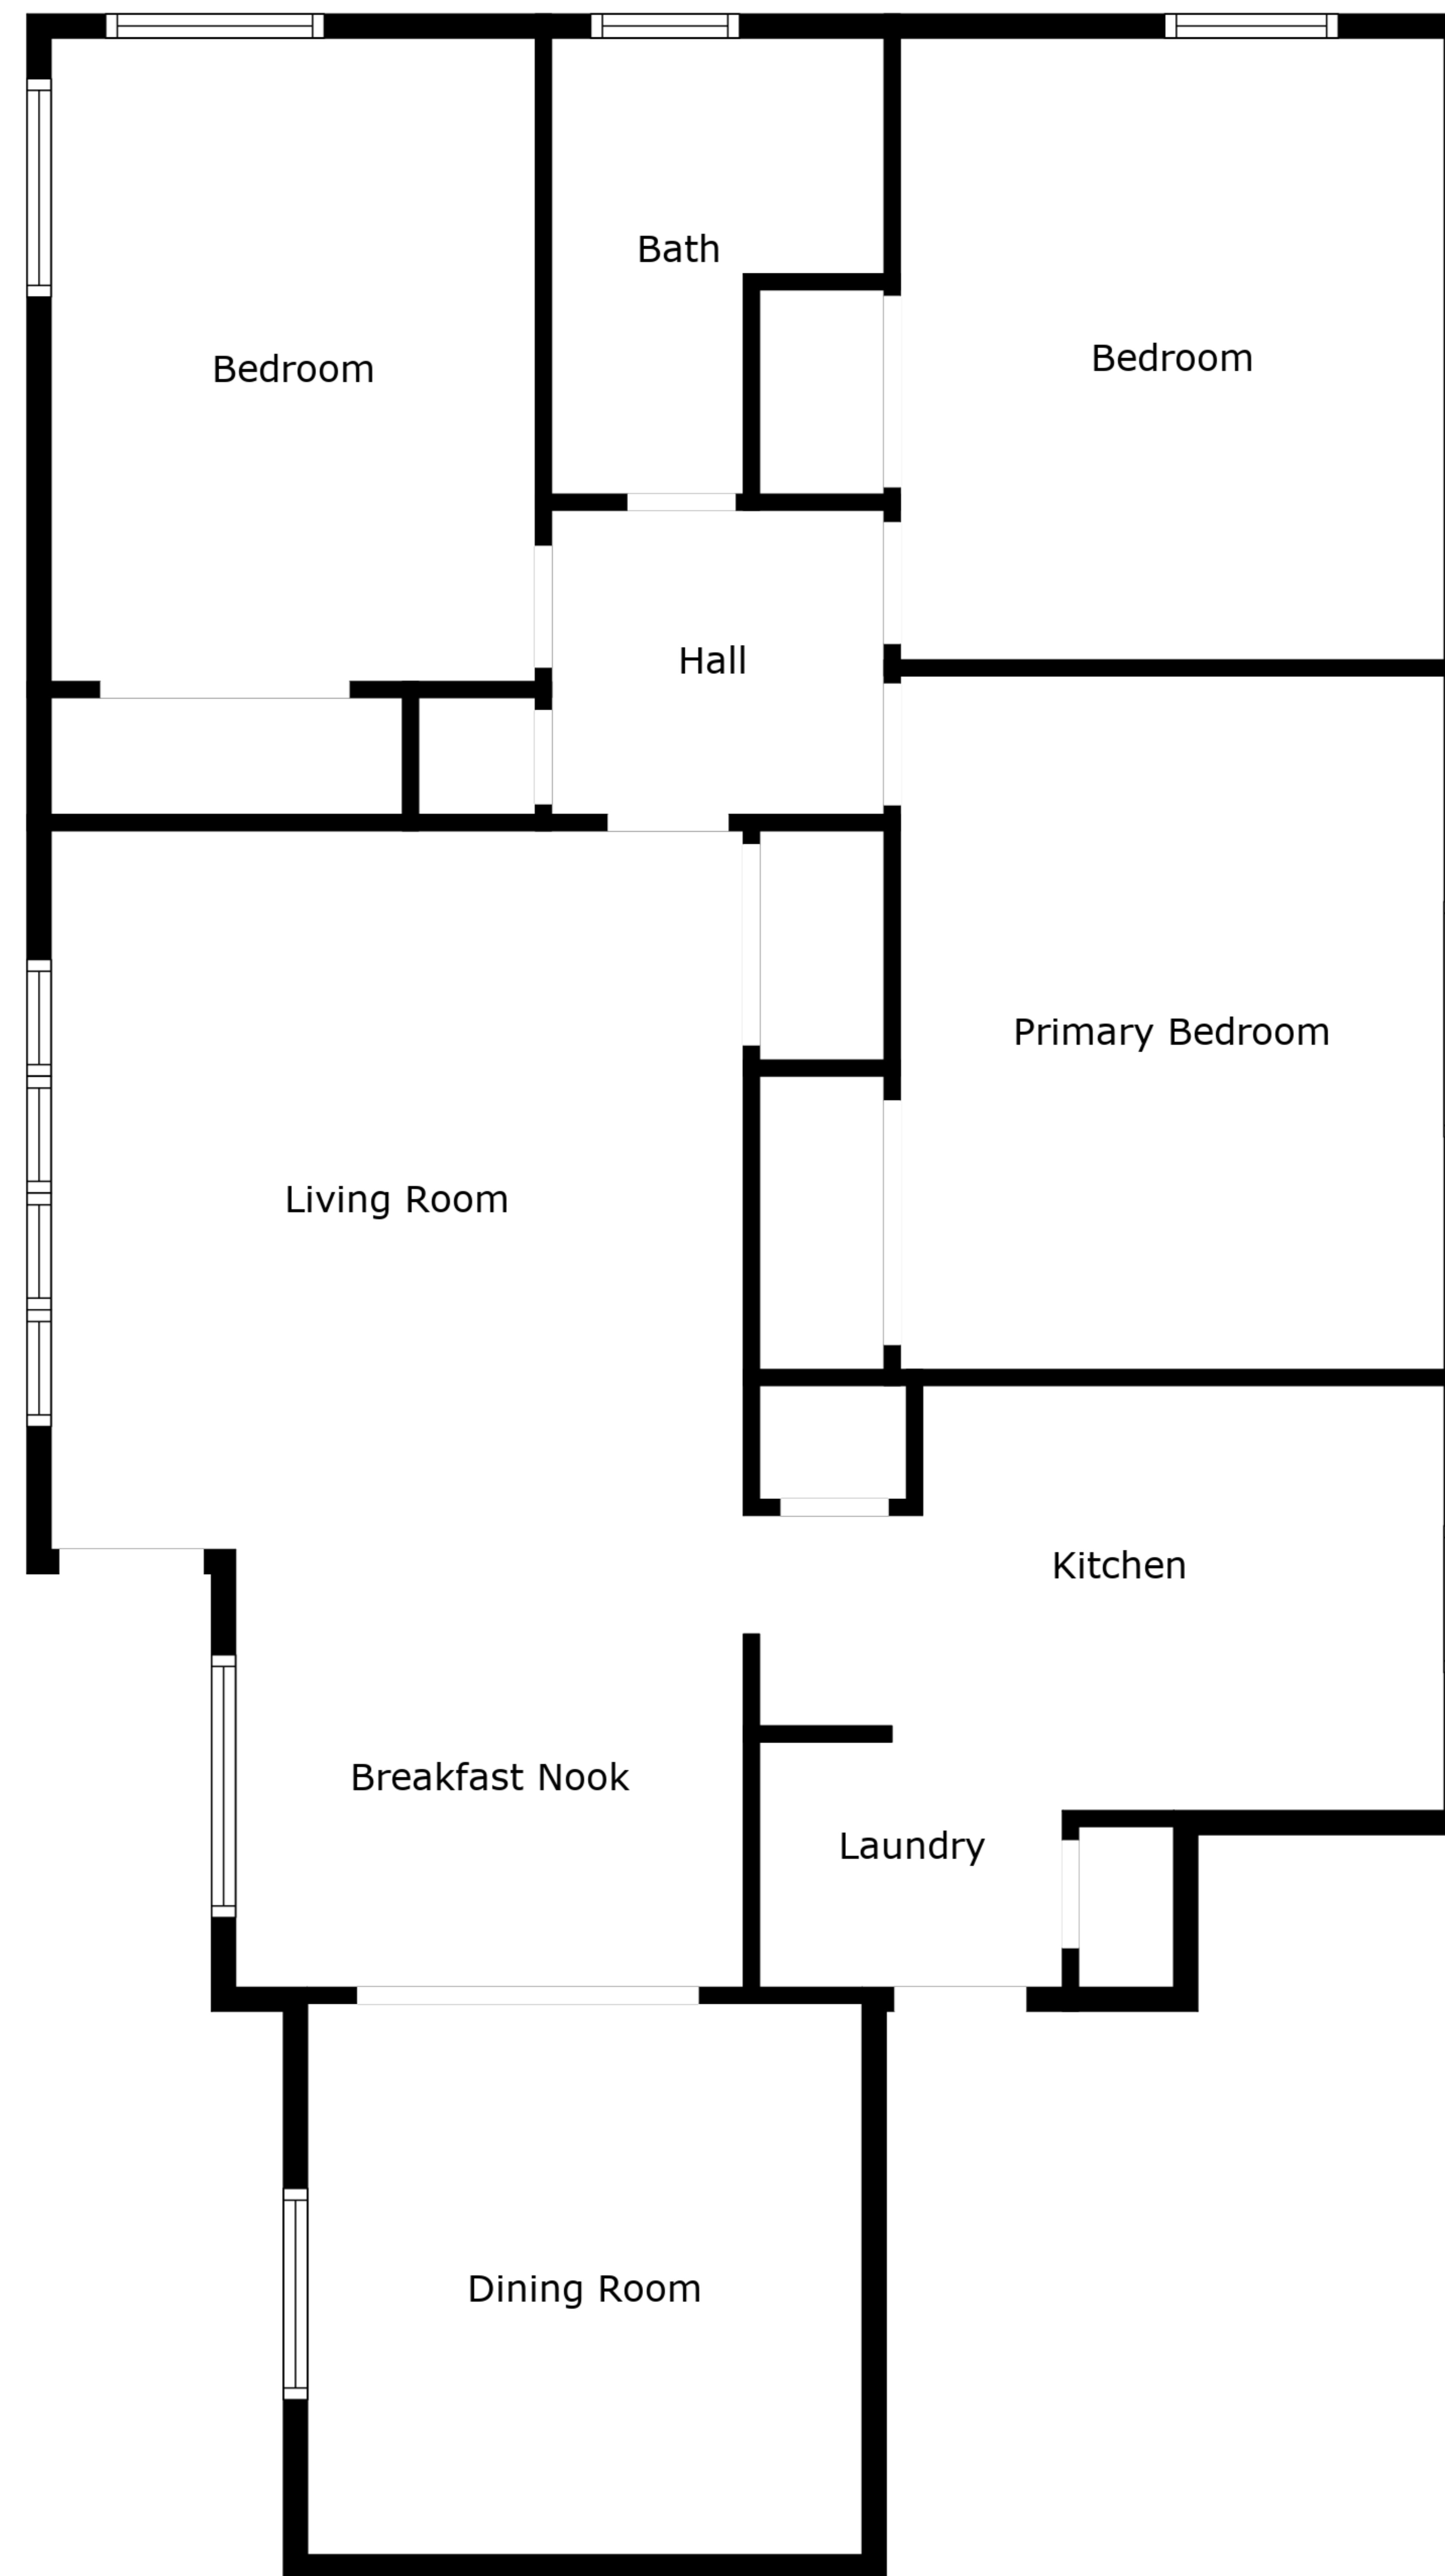 Bath
Bedroom
Bedroom
Hall
Primary Bedroom
Living Room
Kitchen
Breakfast Nook
Laundry
Dining Room